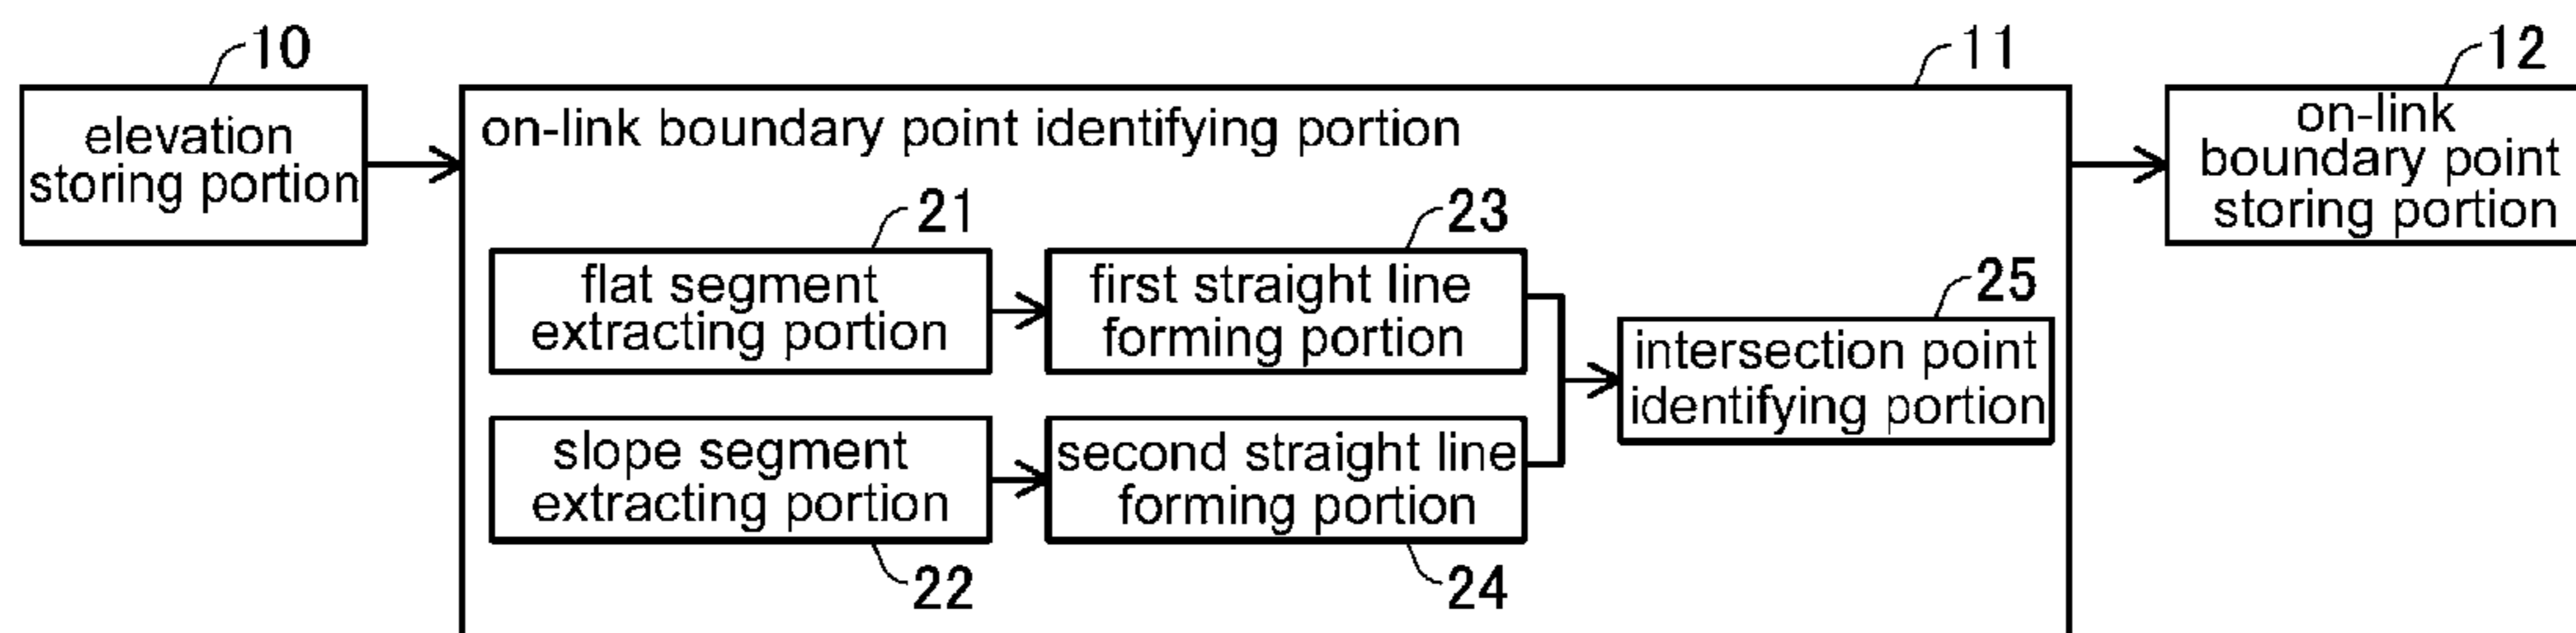 10
elevation
storing portion
11
on-link boundary point identifying portion
21
flat segment
extracting portion
23
first straight line
forming portion
slope segment
extracting portion
22
second straight line
forming portion
24
25
intersection point
identifying portion
12
on-link
boundary point
storing portion